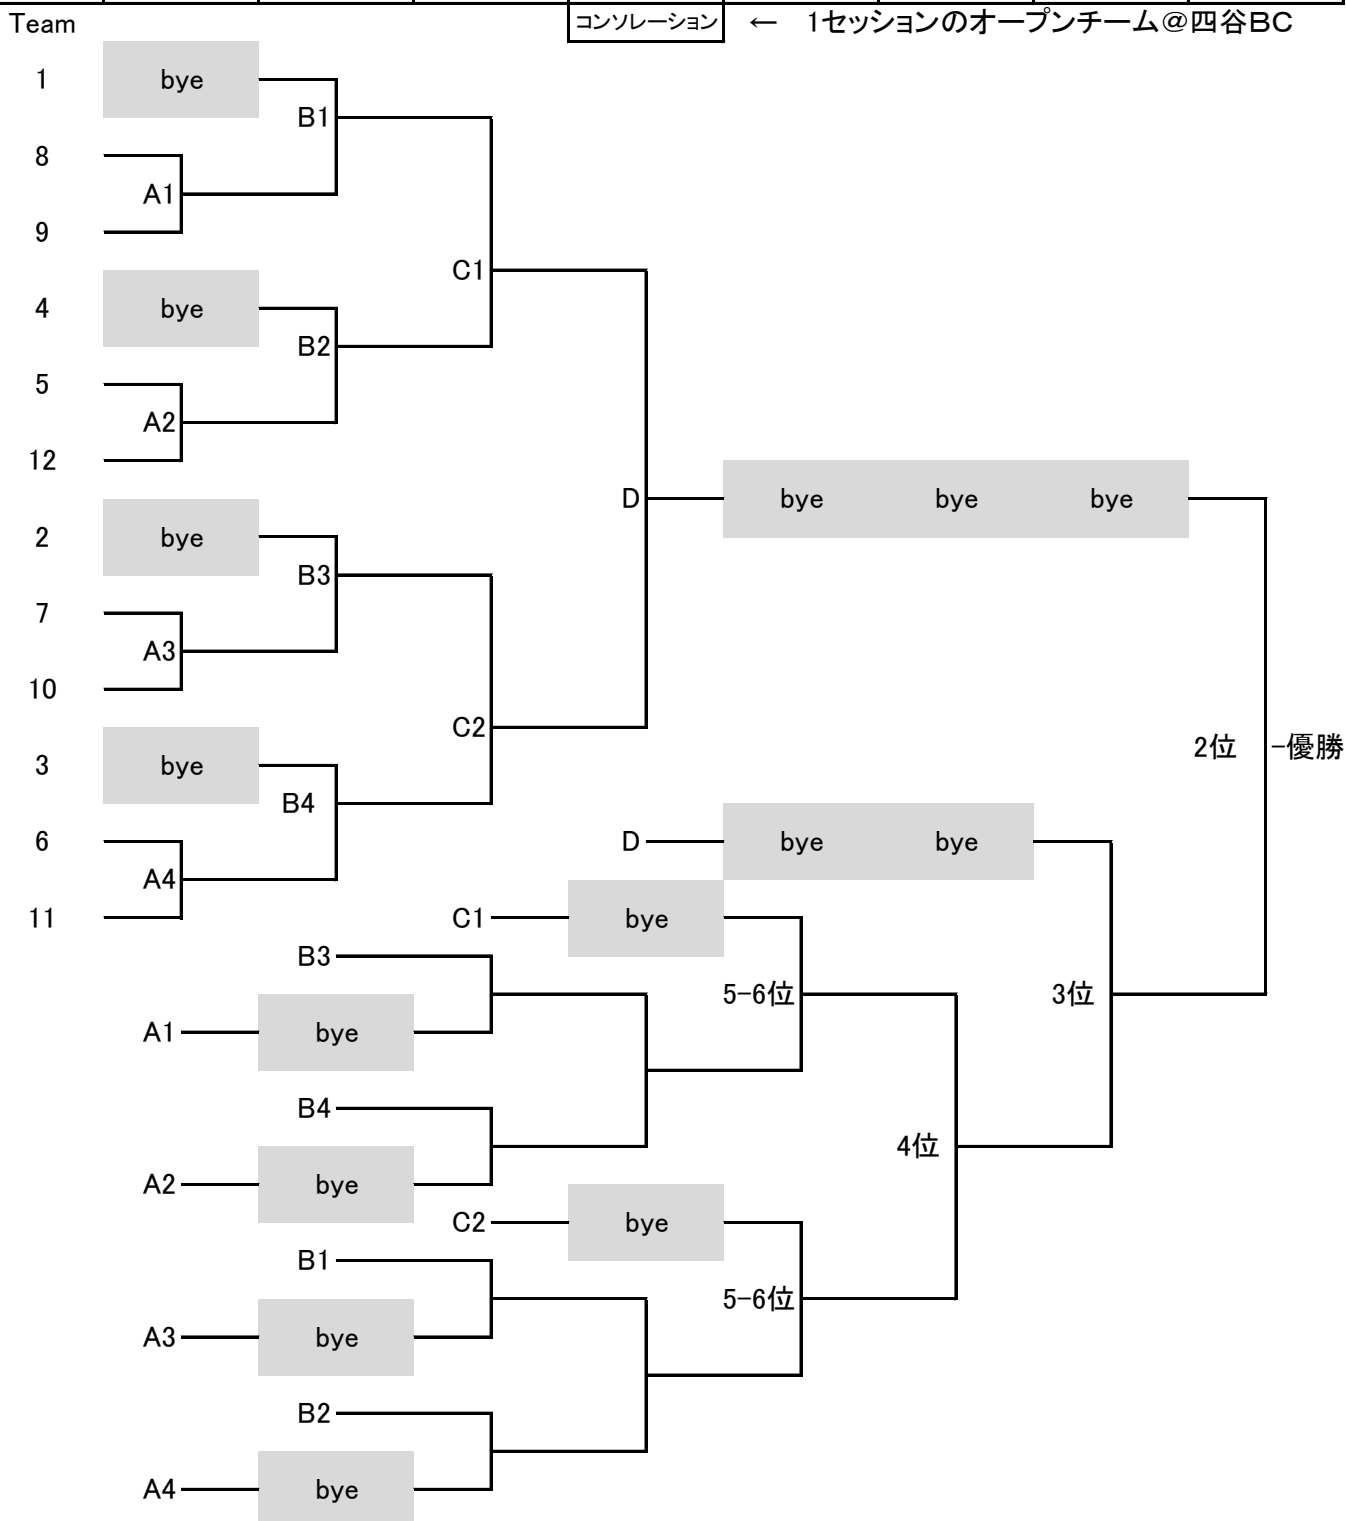 Team コンソレーション ← 1セッションのオープンチーム@四谷BC
1 bye
B1
8
A1
9
C1
4 bye
B2
5
A2
12
D bye bye bye
2 bye
B3
7
A3
10
C2
2位 -優勝
3 bye
B4
6 D bye bye
A4
11 C1 bye
B3
5-6位 3位
A1 bye
B4
4位
A2 bye
C2 bye
B1
5-6位
A3 bye
B2
A4 bye